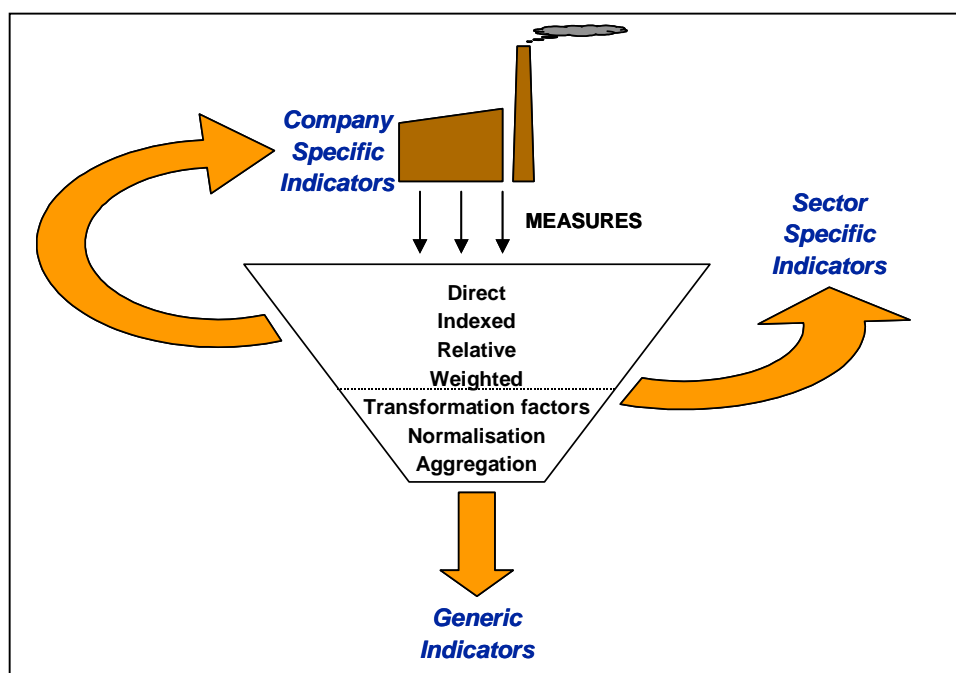 Company
Specific
Indicators
MEASURES
Sector
Specific
Indicators
Direct
Indexed
Relative
Weighted
Transformation factors
Normalisation
Aggregation
Generic
Indicators